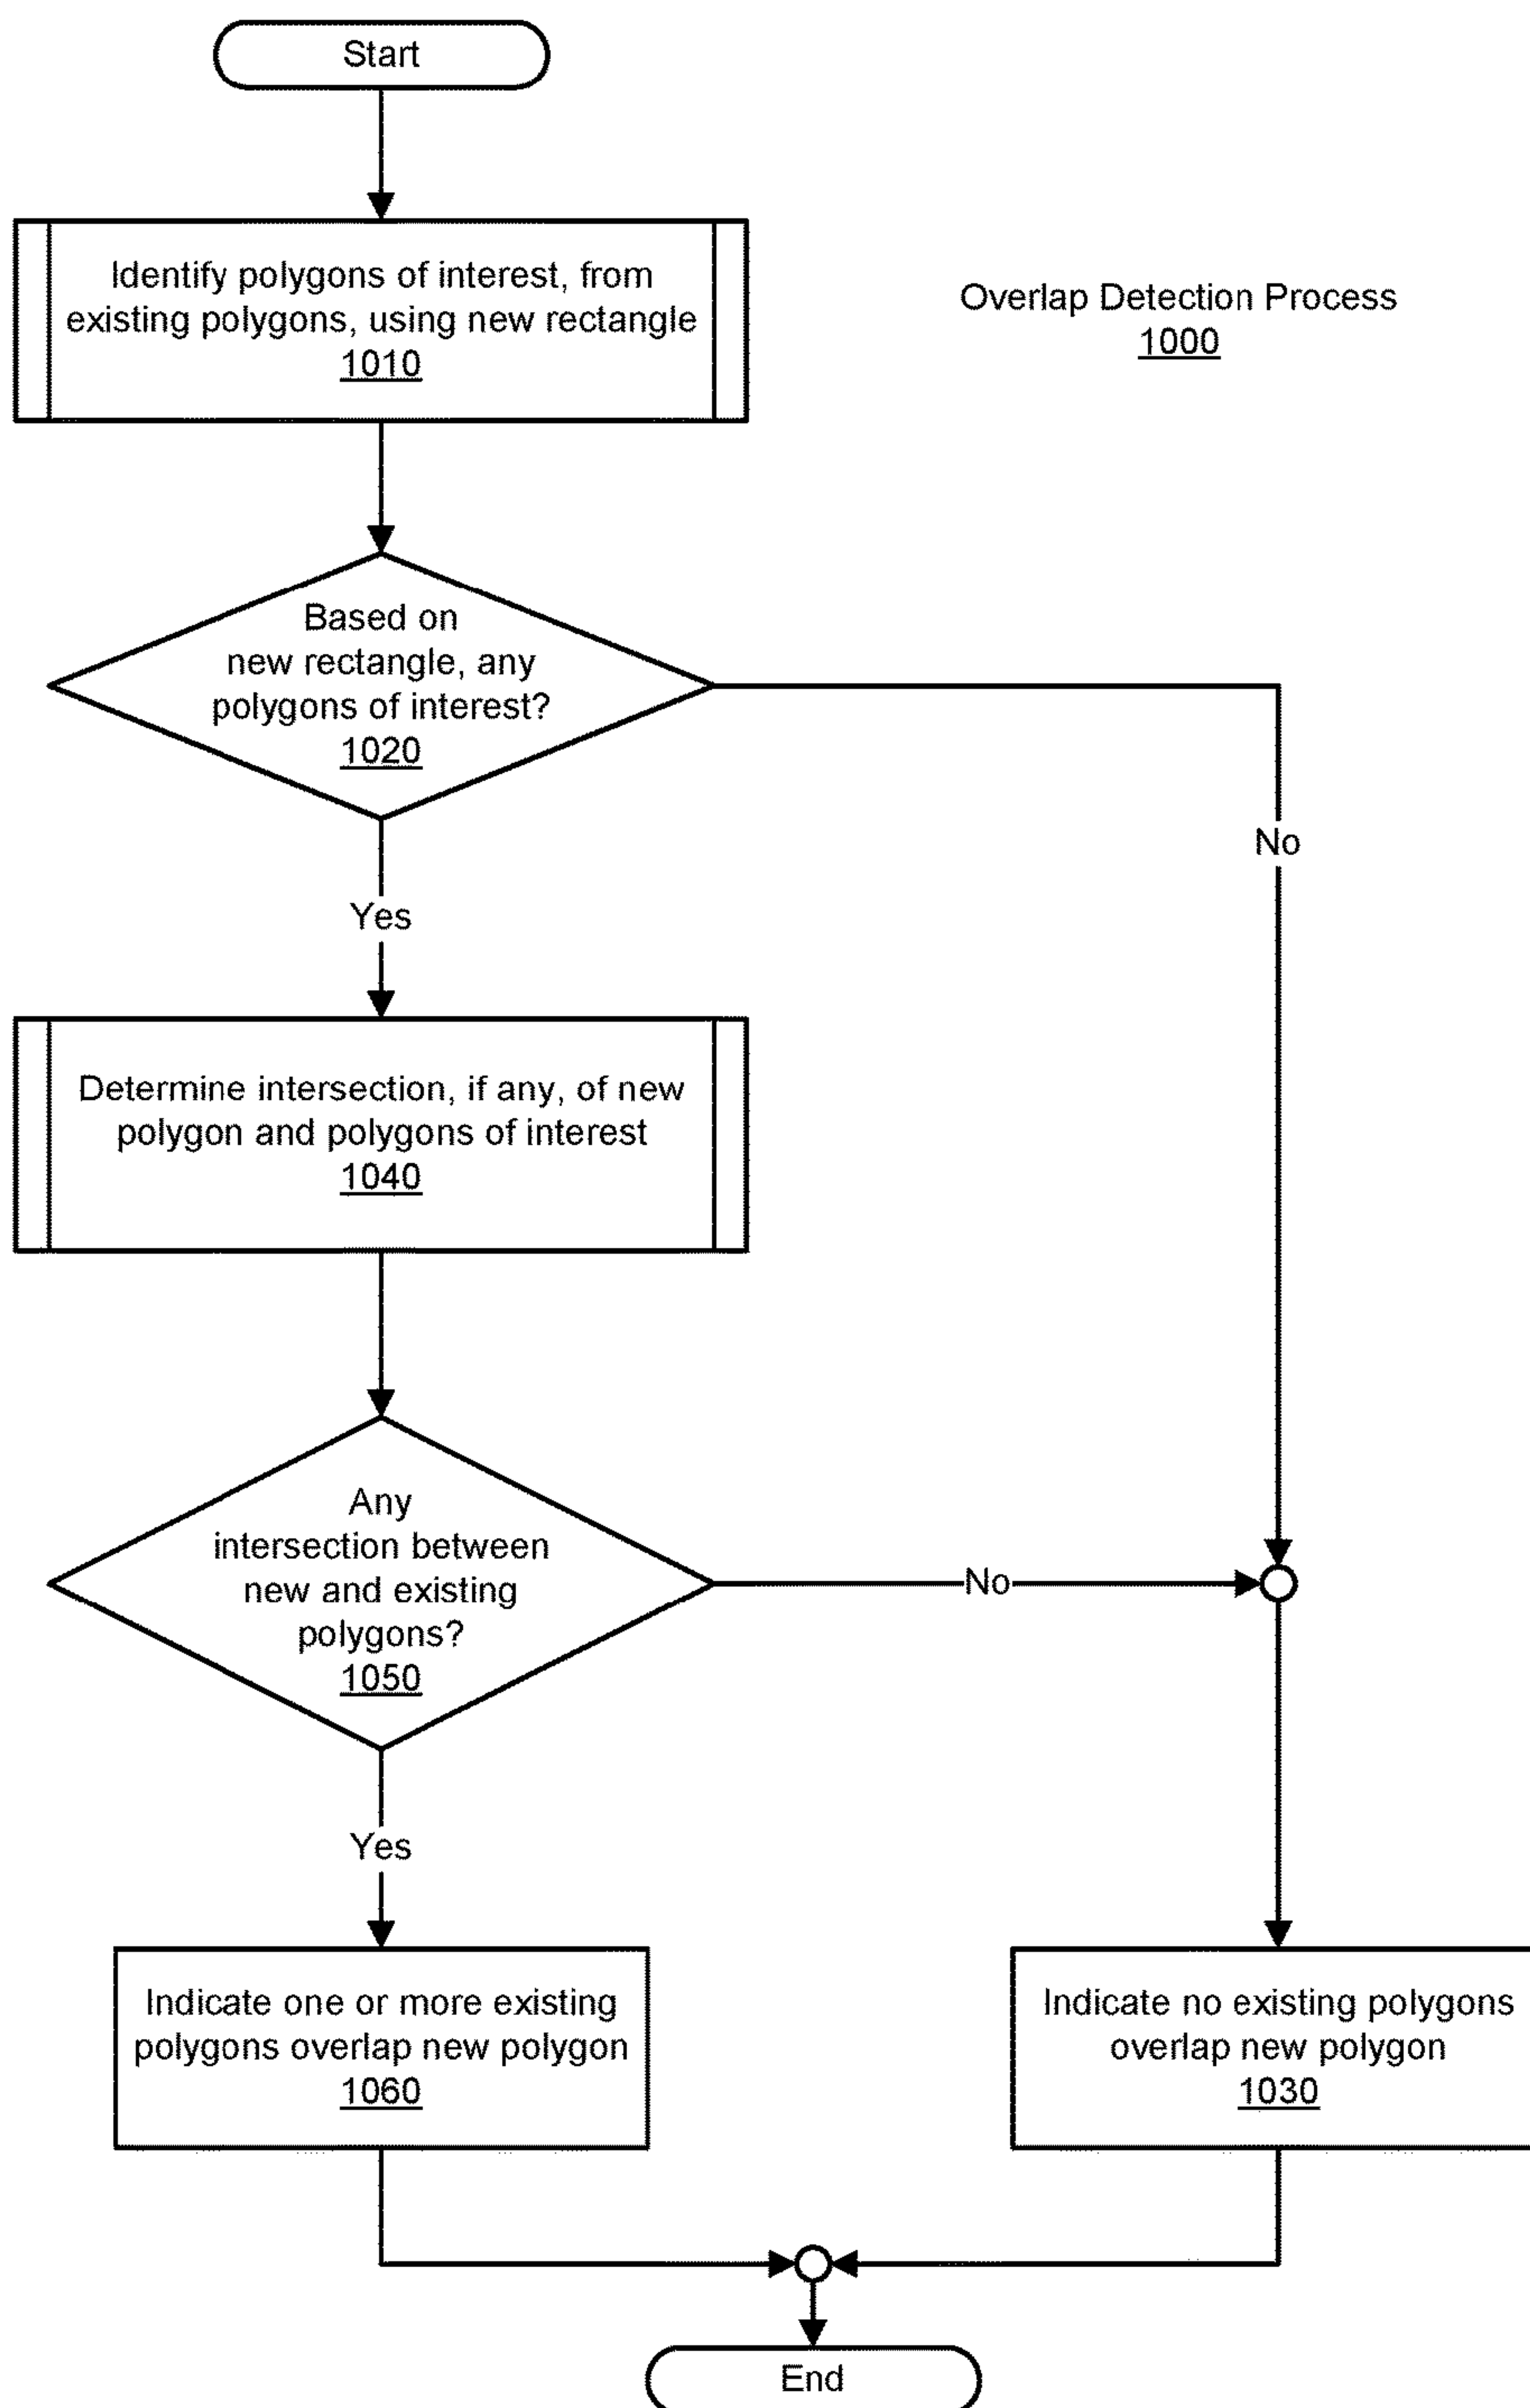 Start
Identify polygons of interest, from
existing polygons, using new rectangle
1010
Overlap Detection Process
1000
Based on
new rectangle, any
polygons of interest?
1020
No
Yes
Determine intersection, if any, of new
polygon and polygons of interest
1040
Any
intersection between
new and existing
polygons?
1050
No
Yes
Indicate one or more existing
polygons overlap new polygon
1060
Indicate no existing polygons
overlap new polygon
1030
End